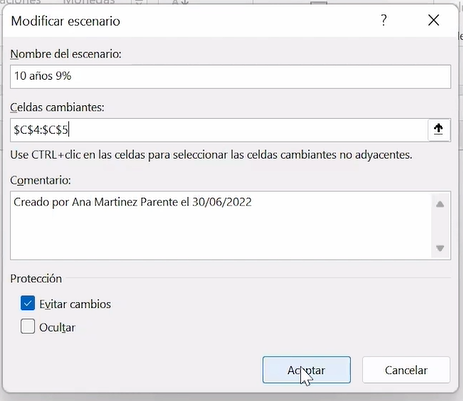 Modificar escenario
?
Nombre del escenario:
10 años 9%
Celdas cambiantes:
$C$4:$C$5
Use CTRL+clic en las celdas para seleccionar las celdas cambiantes no adyacentes.
Comentario:
Creado por Ana Martinez Parente el 30/06/2022
Protección
Evitar cambios
Ocultar
Aceptar Cancelar